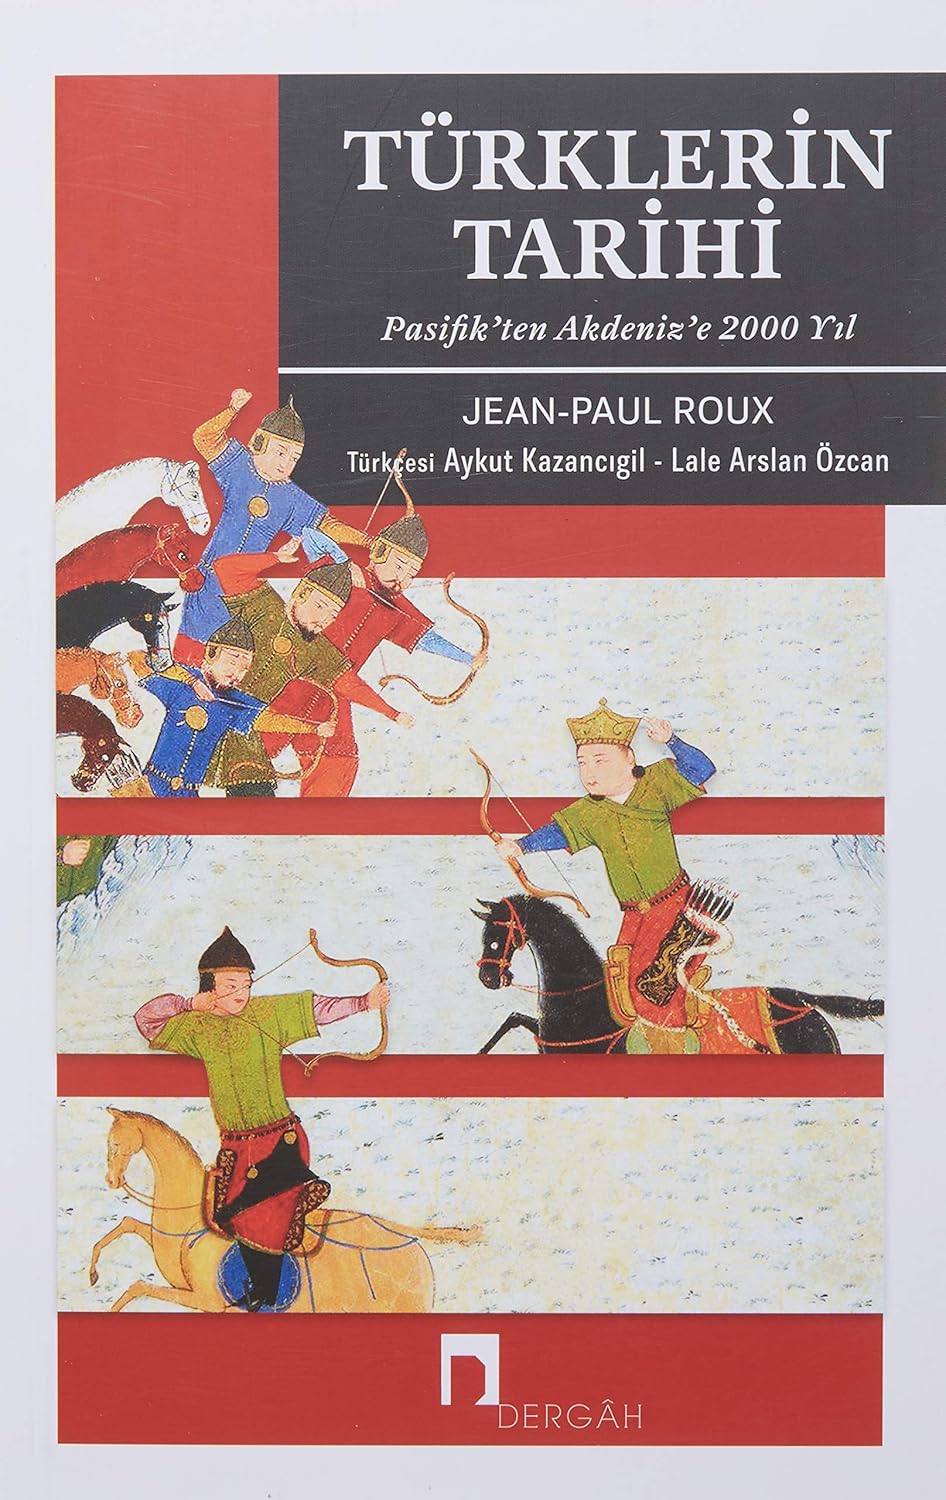 TÜRKLERİN
TARİHİ
Pasifik’ten Akdeniz’e 2000 Yıl
JEAN-PAUL ROUX
Türkçesi Aykut Kazancıgil - Lale Arslan Özcan
DERGÂH